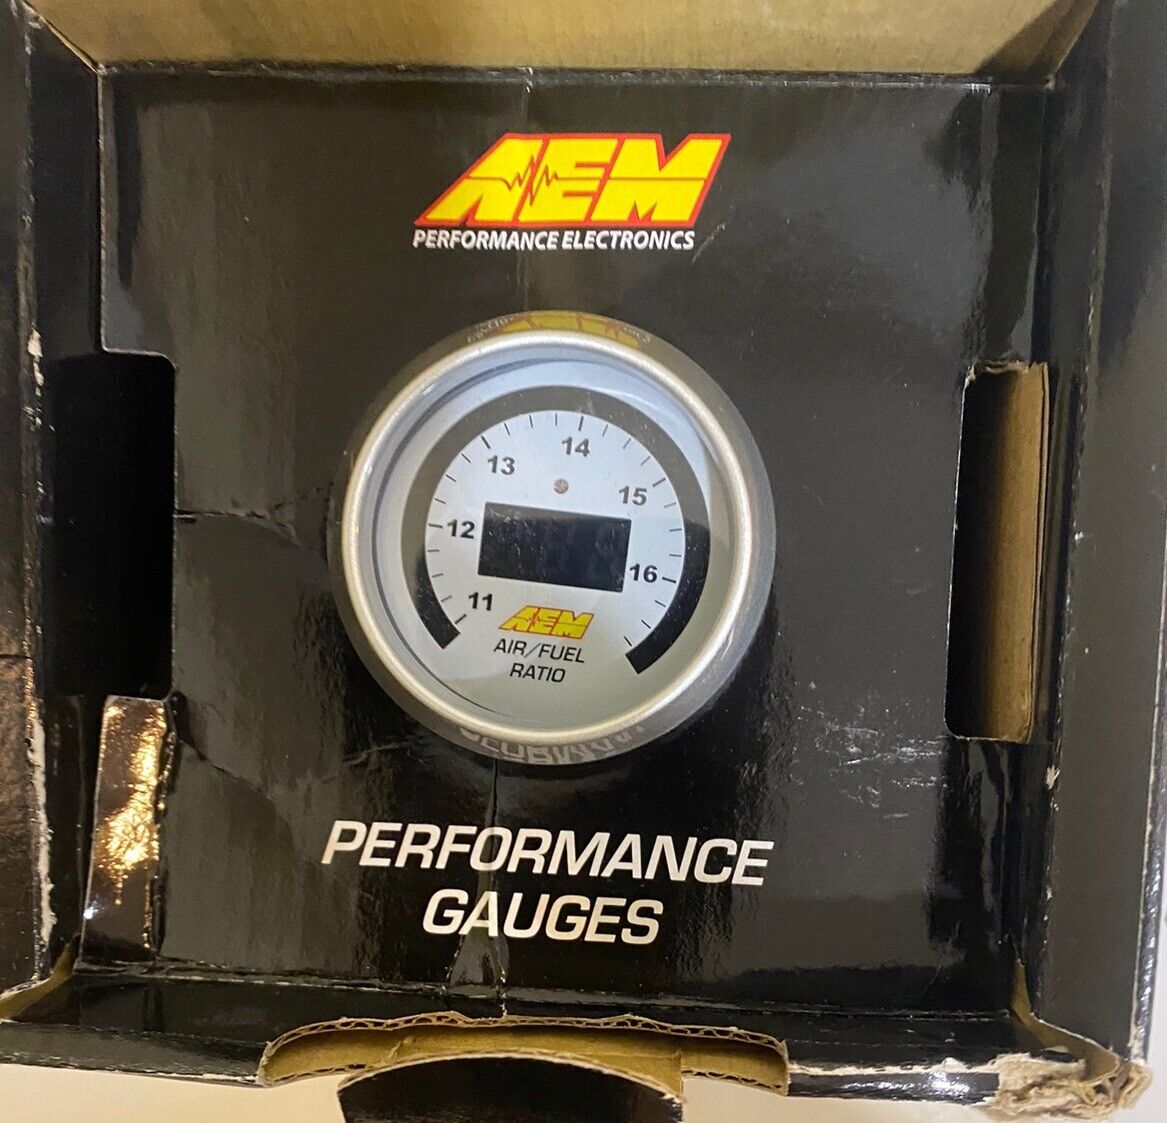 AEM
PERFORMANCE ELECTRONICS
14
13
15
12
16
11
AEM
AIR/FUEL
RATIO
PERFORMANCE
GAUGES